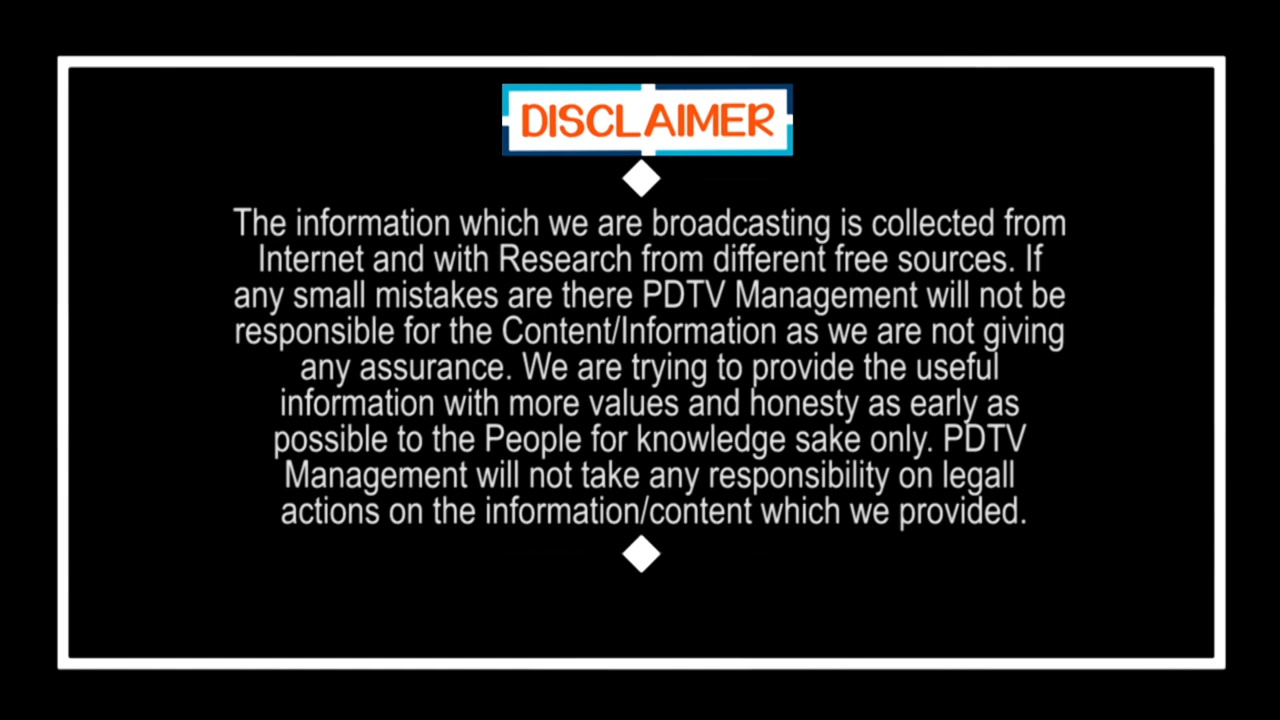 DISCLAIMER
The information which we are broadcasting is collected from
Internet and with Research from different free sources. If
any small mistakes are there PDTV Management will not be
responsible for the Content/Information as we are not giving
any assurance. We are trying to provide the useful
information with more values and honesty as early as
possible to the People for knowledge sake only. PDTV
Management will not take any responsibility on legall
actions on the information/content which we provided.